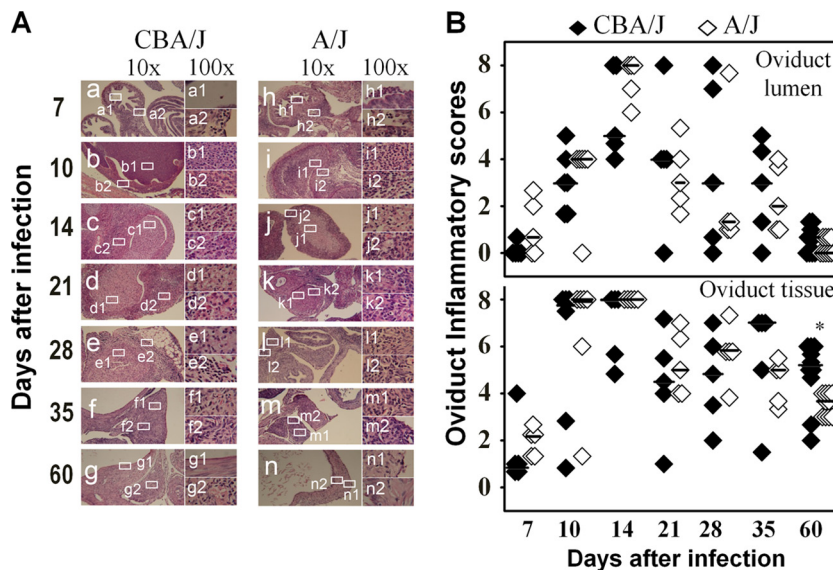 A
CBA/J A/J
10x 100x 10x 100x
Days after infection
7
a a1 a2 a1 a2
h h1 h2 h1 h2
10
b b1 b2 b1 b2
i i1 i2 i1 i2
14
c c1 c2 c1 c2
j j2 j1 j1 j2
21
d d1 d2 d1 d2
k k2 k1 k1 k2
28
e e2 e1 e1 e2
l l1 l2 l1 l2
35
f f1 f2 f1 f2
m m2 m1 m1 m2
60
g g1 g2 g1 g2
n n2 n1 n1 n2
B
CBA/J A/J
Oviduct Inflammatory scores
Oviduct
lumen
8
6
4
2
0
Oviduct tissue
8
*
6
4
2
0
7 10 14 21 28 35 60
Days after infection